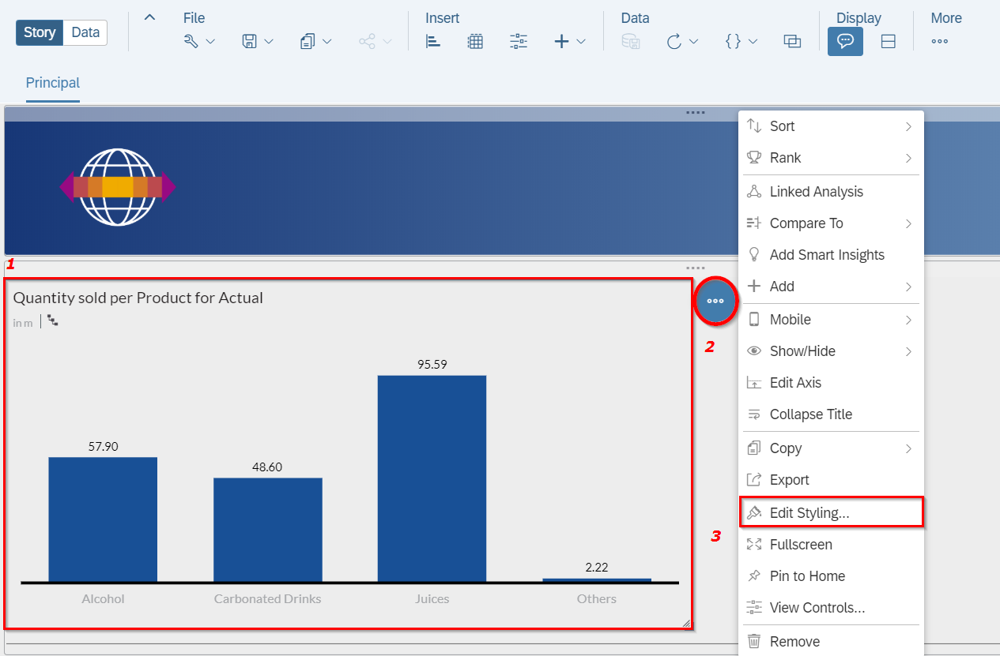 Story Data
File
Insert
Data
Display
More
Principal
1
Quantity sold per Product for Actual
in m
57.90
48.60
95.59
2.22
Alcohol
Carbonated Drinks
Juices
Others
2
3
Sort
Rank
Linked Analysis
Compare To
Add Smart Insights
Add
Mobile
Show/Hide
Edit Axis
Collapse Title
Copy
Export
Edit Styling...
Fullscreen
Pin to Home
View Controls...
Remove